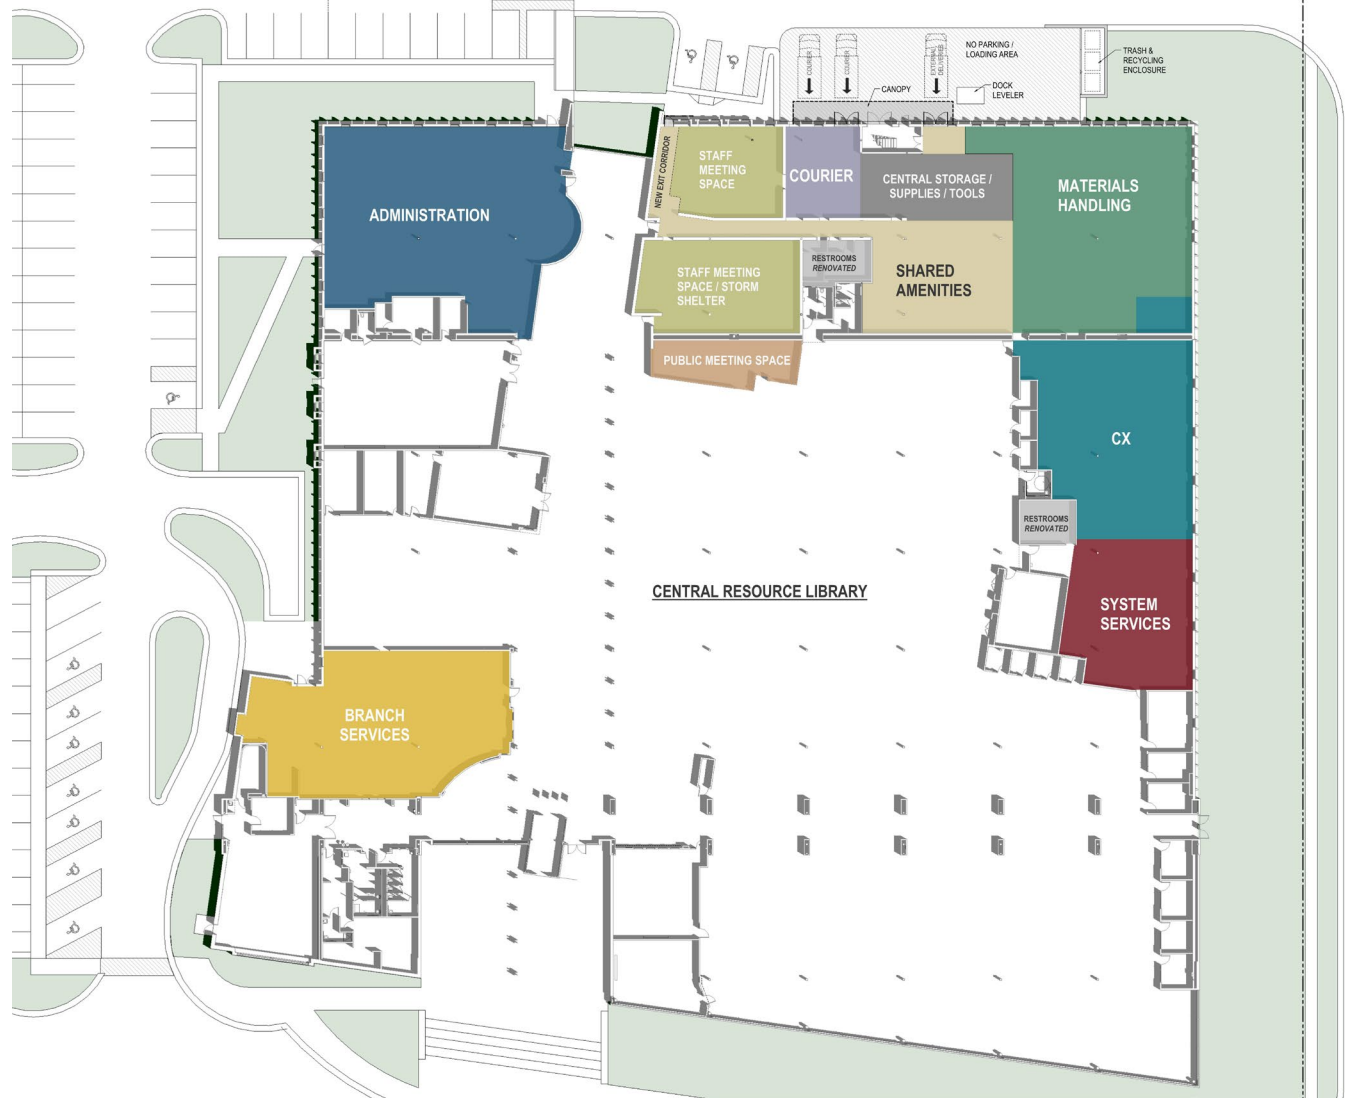 NO PARKING /
LOADING AREA
TRASH &
RECYCLING
ENCLOSURE
COURIER
COURIER
EXTERNAL
DELIVERIES
CANOPY
DOCK
LEVELER
NEW EXIT CORRIDOR
STAFF
MEETING
SPACE
COURIER
CENTRAL STORAGE /
SUPPLIES / TOOLS
MATERIALS
HANDLING
ADMINISTRATION
STAFF MEETING
SPACE / STORM
SHELTER
RESTROOMS
RENOVATED
SHARED
AMENITIES
PUBLIC MEETING SPACE
CX
RESTROOMS
RENOVATED
CENTRAL RESOURCE LIBRARY
SYSTEM
SERVICES
BRANCH
SERVICES